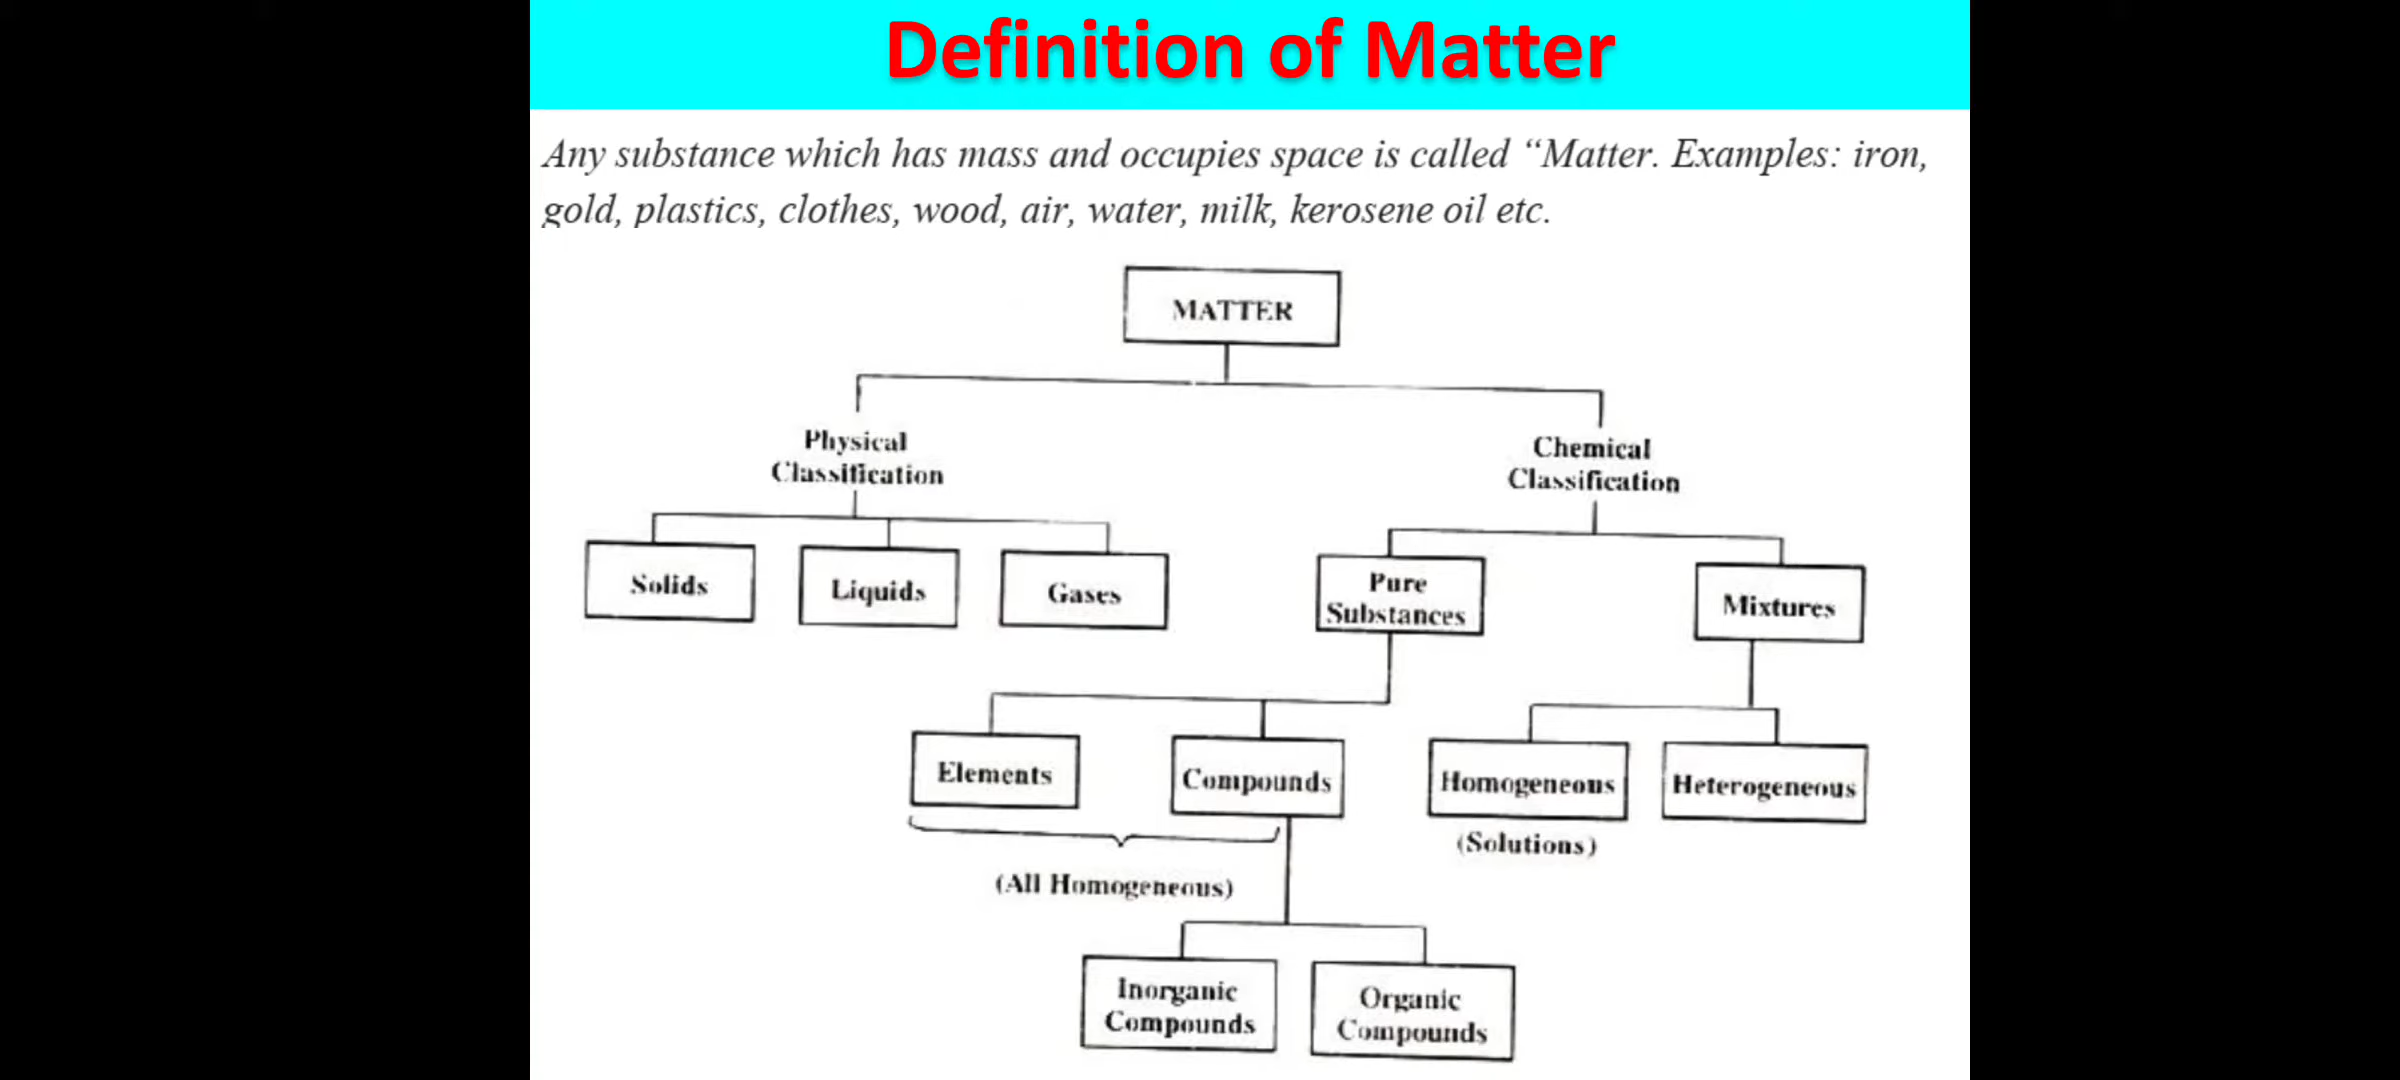 Definition of Matter
Any substance which has mass and occupies space is called “Matter. Examples: iron,
gold, plastics, clothes, wood, air, water, milk, kerosene oil etc.
MATTER
Physical
Classification
Chemical
Classification
Solids
Liquids
Gases
Pure
Substances
Mixtures
Elements
Compounds
Homogeneous
Heterogeneous
(Solutions)
(All Homogeneous)
Inorganic
Compounds
Organic
Compounds